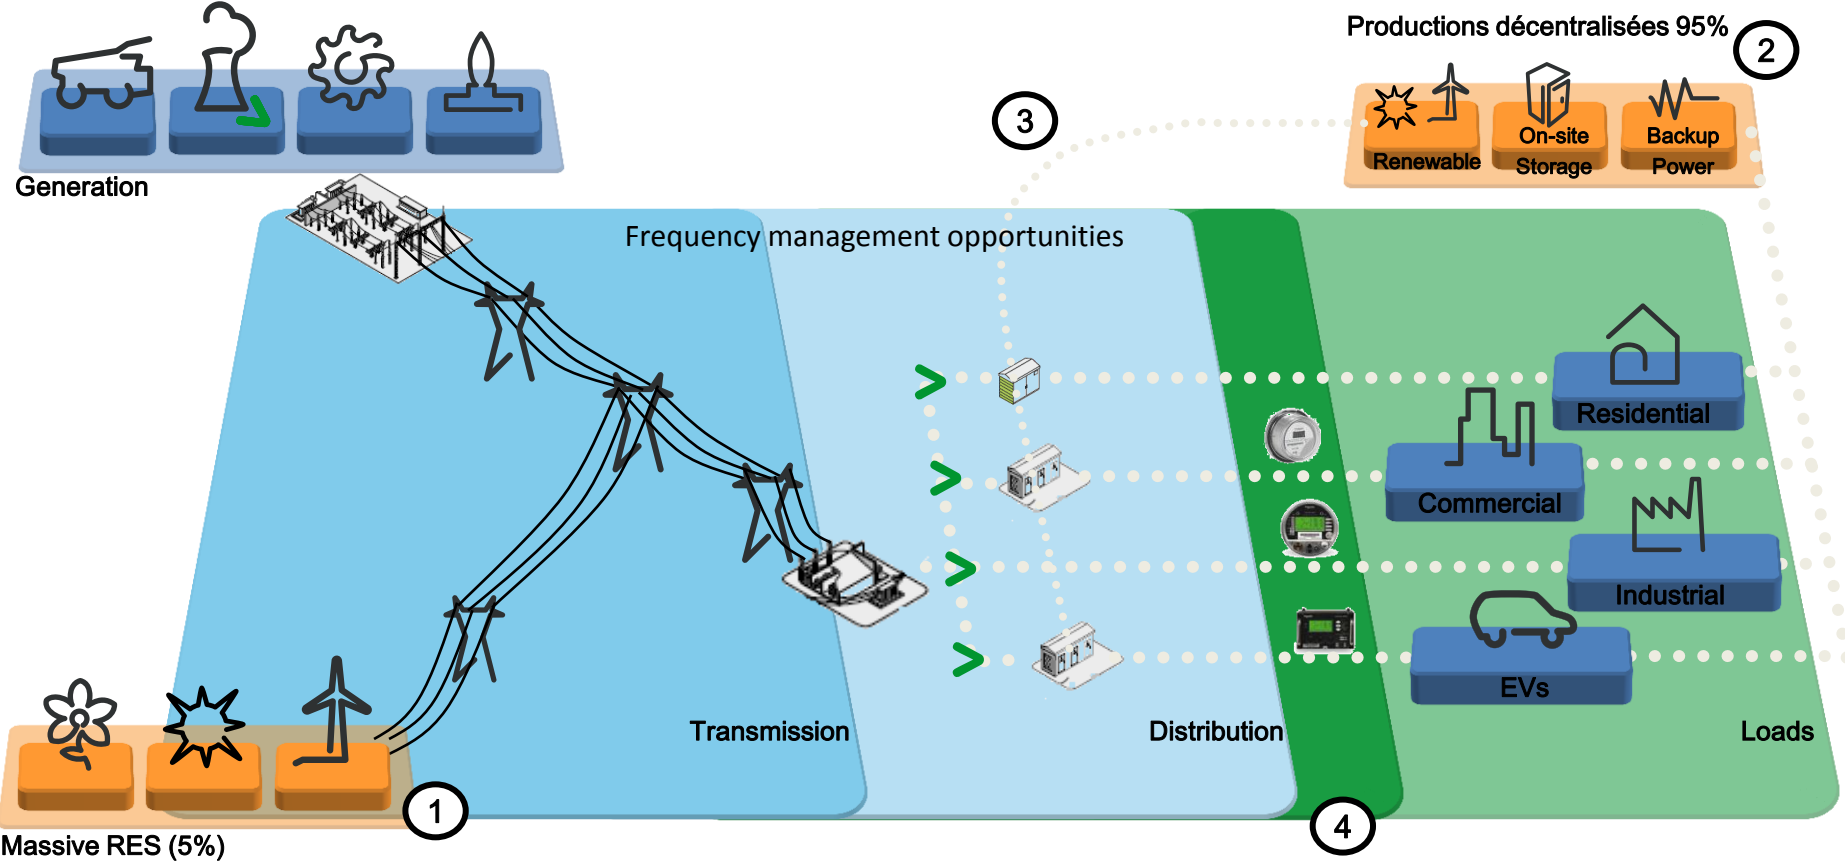 Productions décentralisées 95%
2
3
On-site
Backup
Renewable
Storage
Power
Generation
Frequency management opportunities
Residential
Commercial
Industrial
EVs
Transmission
Distribution
Loads
1
4
Massive RES (5%)